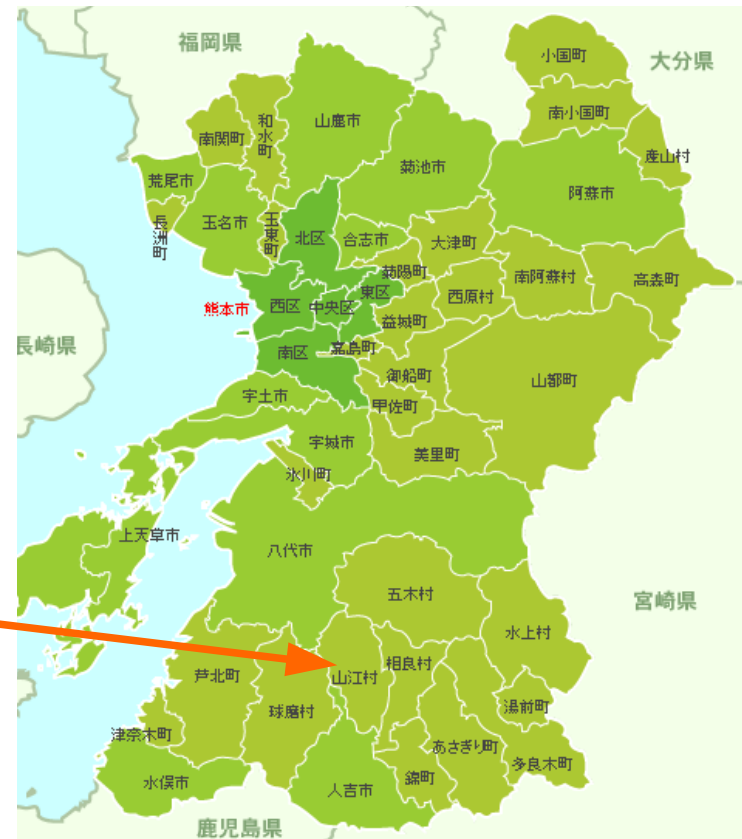 福岡県
小国町
大分県
南小国町
和水町
山鹿市
南関町
産山村
菊池市
荒尾市
阿蘇市
長洲町
玉名市
玉東町
北区
合志市
大津町
菊陽町
南阿蘇村
高森町
東区
西原村
熊本市
西区
中央区
益城町
長崎県
南区
嘉島町
御船町
山都町
宇土市
甲佐町
宇城市
美里町
氷川町
上天草市
八代市
五木村
宮崎県
水上村
相良村
芦北町
山江村
球磨村
湯前町
津奈木町
あさぎり町
多良木町
水俣市
人吉市
錦町
鹿児島県